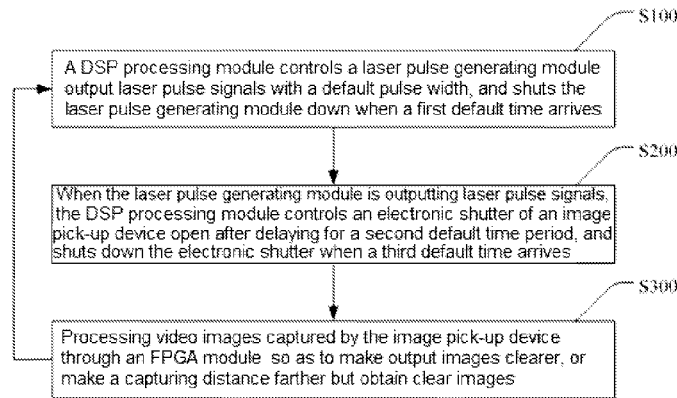 S100
A DSP processing module controls a laser pulse generating module
output laser pulse signals with a default pulse width, and shuts the
laser pulse generating module down when a first default time arrives
S200
When the laser pulse generating module is outputting laser pulse signals,
the DSP processing module controls an electronic shutter of an image
pick-up device open after delaying for a second default time period, and
shuts down the electronic shutter when a third default time arrives
S300
Processing video images captured by the image pick-up device
through an FPGA module so as to make output images clearer, or
make a capturing distance farther but obtain clear images